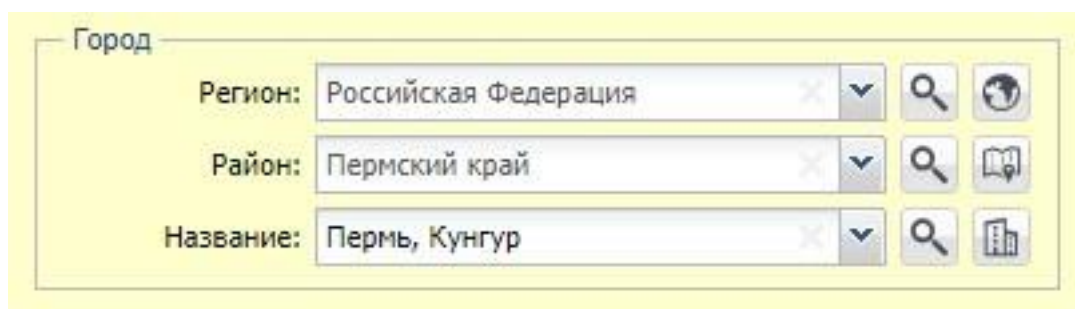 Город
Регион: Российская Федерация
Район: Пермский край
Название: Пермь, Кунгур